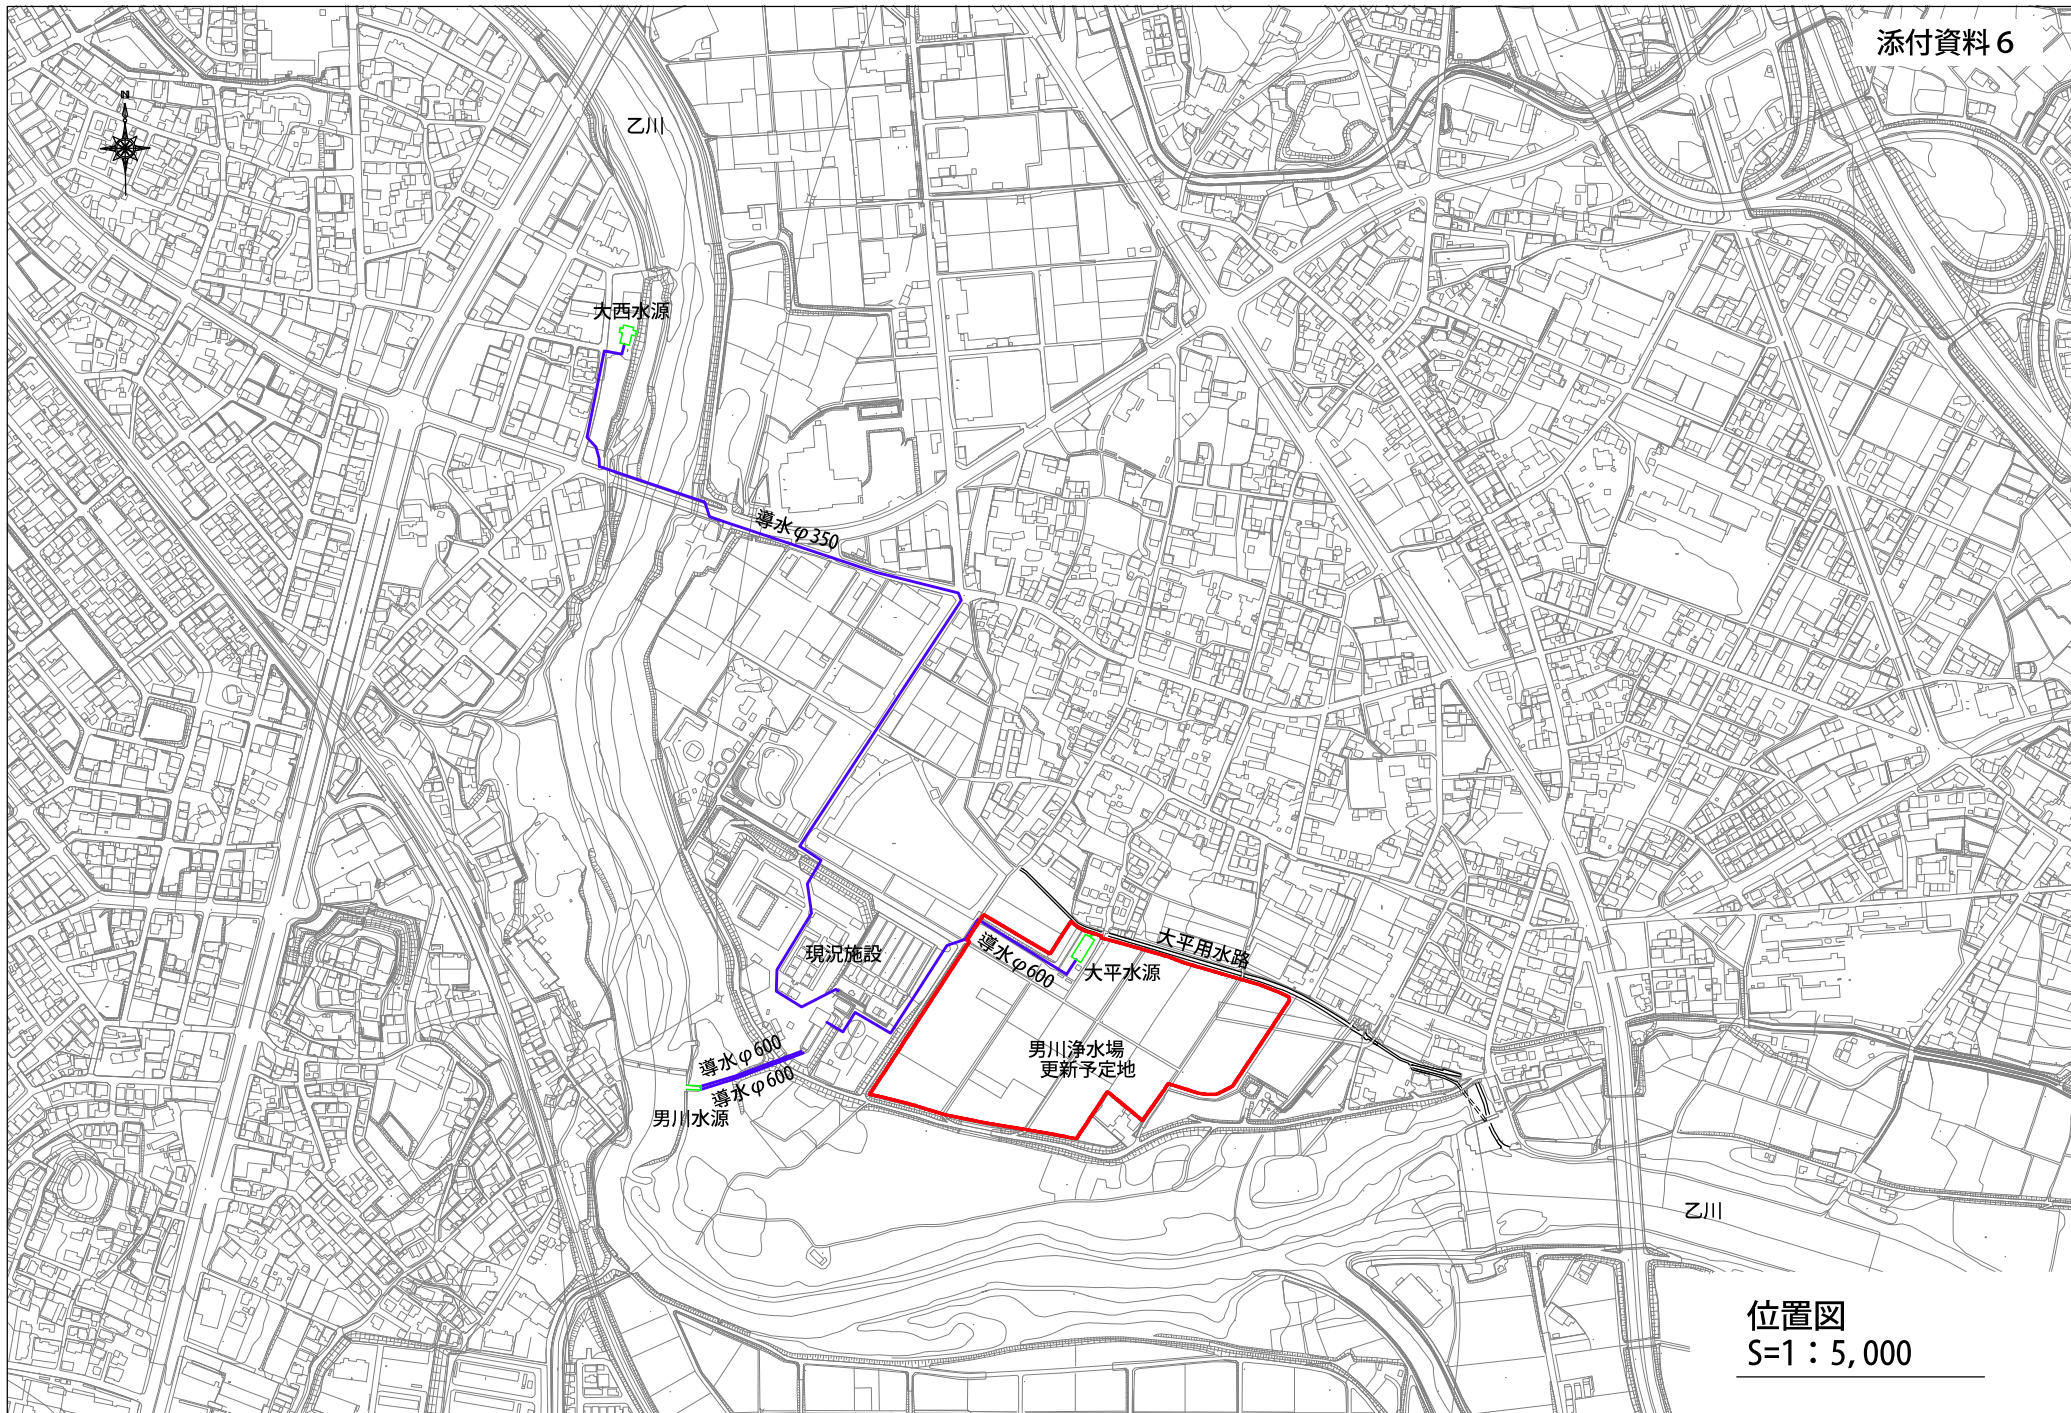 添付資料６
N
乙川
大西水源
導水φ350
現況施設
導水φ600
大平用水路
大平水源
男川浄水場
更新予定地
導水φ600
導水φ600
男川水源
乙川
位置図
S=1：5,000